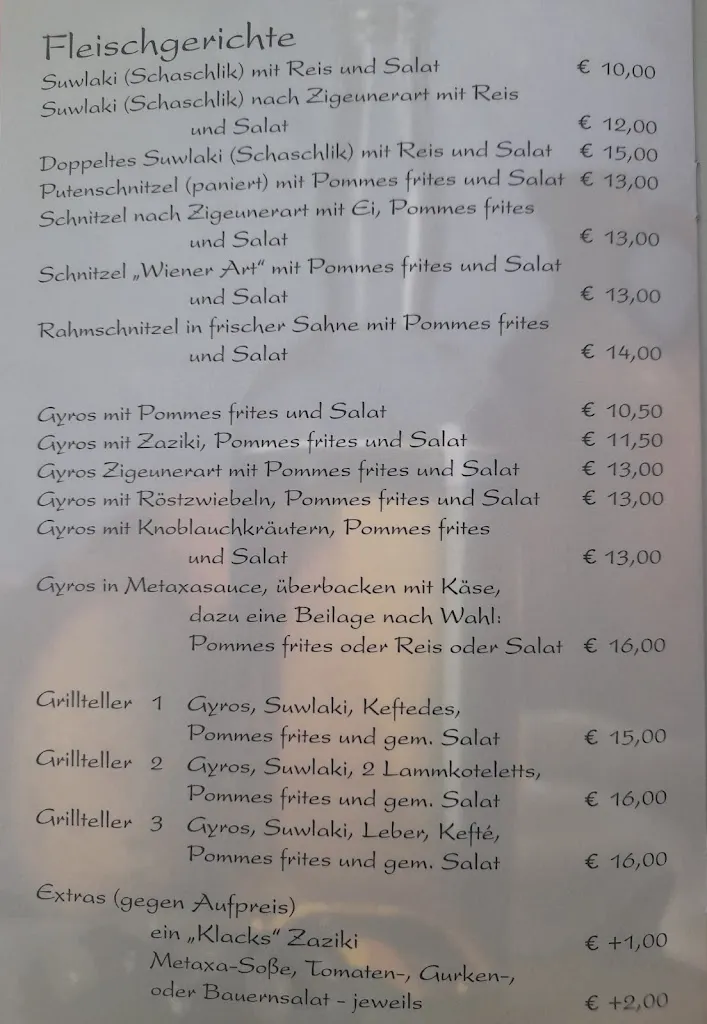 Fleischgerichte
Suwlaki (Schaschlik) mit Reis und Salat € 10,00
Suwlaki (Schaschlik) nach Zigeunerart mit Reis
und Salat € 12,00
Doppeltes Suwlaki (Schaschlik) mit Reis und Salat € 15,00
Putenschnitzel (paniert) mit Pommes frites und Salat € 13,00
Schnitzel nach Zigeunerart mit Ei, Pommes frites
und Salat € 13,00
Schnitzel „Wiener Art" mit Pommes frites und Salat
und Salat € 13,00
Rahmschnitzel in frischer Sahne mit Pommes frites
und Salat € 14,00
Gyros mit Pommes frites und Salat € 10,50
Gyros mit Zaziki, Pommes frites und Salat € 11,50
Gyros Zigeunerart mit Pommes frites und Salat € 13,00
Gyros mit Röstzwiebeln, Pommes frites und Salat € 13,00
Gyros mit Knoblauchkräutern, Pommes frites
und Salat € 13,00
Gyros in Metaxasauce, überbacken mit Käse,
dazu eine Beilage nach Wahl:
Pommes frites oder Reis oder Salat € 16,00
Grillteller 1 Gyros, Suwlaki, Keftedes,
Pommes frites und gem. Salat € 15,00
Grillteller 2 Gyros, Suwlaki, 2 Lammkoteletts,
Pommes frites und gem. Salat € 16,00
Grillteller 3 Gyros, Suwlaki, Leber, Kefté,
Pommes frites und gem. Salat € 16,00
Extras (gegen Aufpreis)
ein „Klacks" Zaziki € +1,00
Metaxa-Soße, Tomaten-, Gurken-,
oder Bauernsalat - jeweils € +2,00